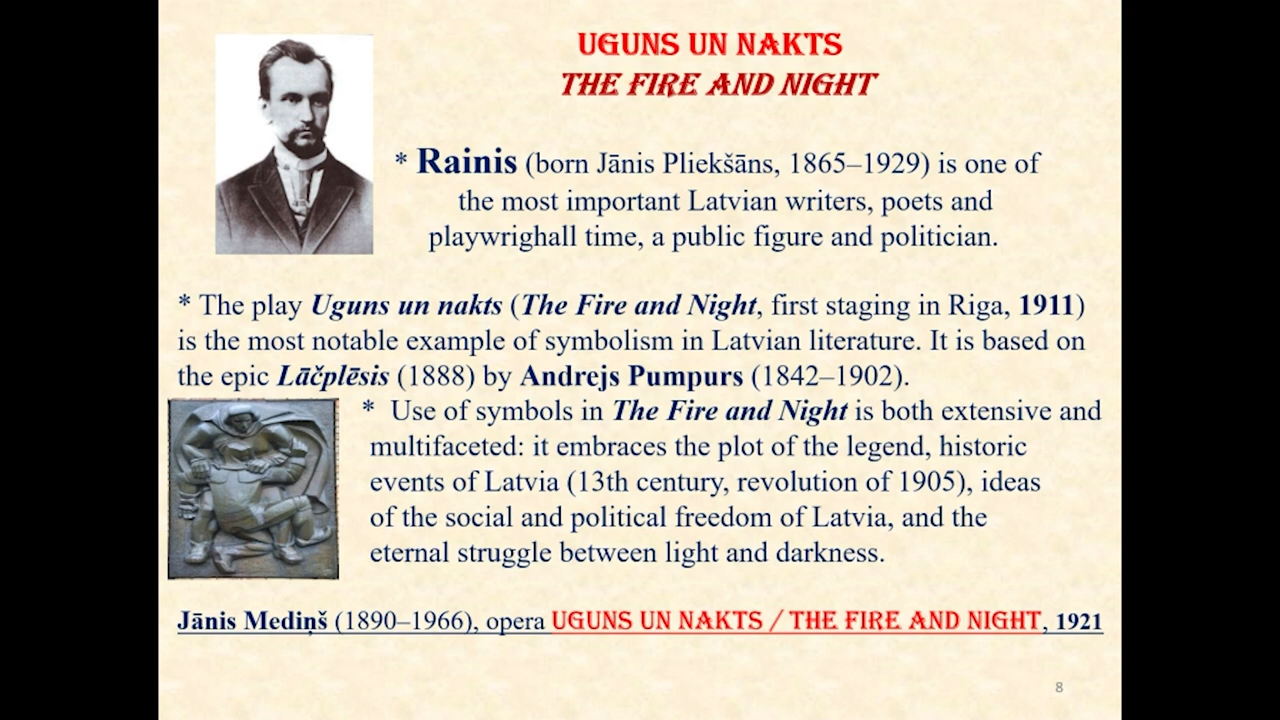 UGUNS UN NAKTS
THE FIRE AND NIGHT
* Rainis (born Jānis Pliekšāns, 1865–1929) is one of
the most important Latvian writers, poets and
playwrighall time, a public figure and politician.
* The play Uguns un nakts (The Fire and Night, first staging in Riga, 1911)
is the most notable example of symbolism in Latvian literature. It is based on
the epic Lāčplēsis (1888) by Andrejs Pumpurs (1842–1902).
* Use of symbols in The Fire and Night is both extensive and
multifaceted: it embraces the plot of the legend, historic
events of Latvia (13th century, revolution of 1905), ideas
of the social and political freedom of Latvia, and the
eternal struggle between light and darkness.
Jānis Mediņš (1890–1966), opera UGUNS UN NAKTS / THE FIRE AND NIGHT, 1921
8